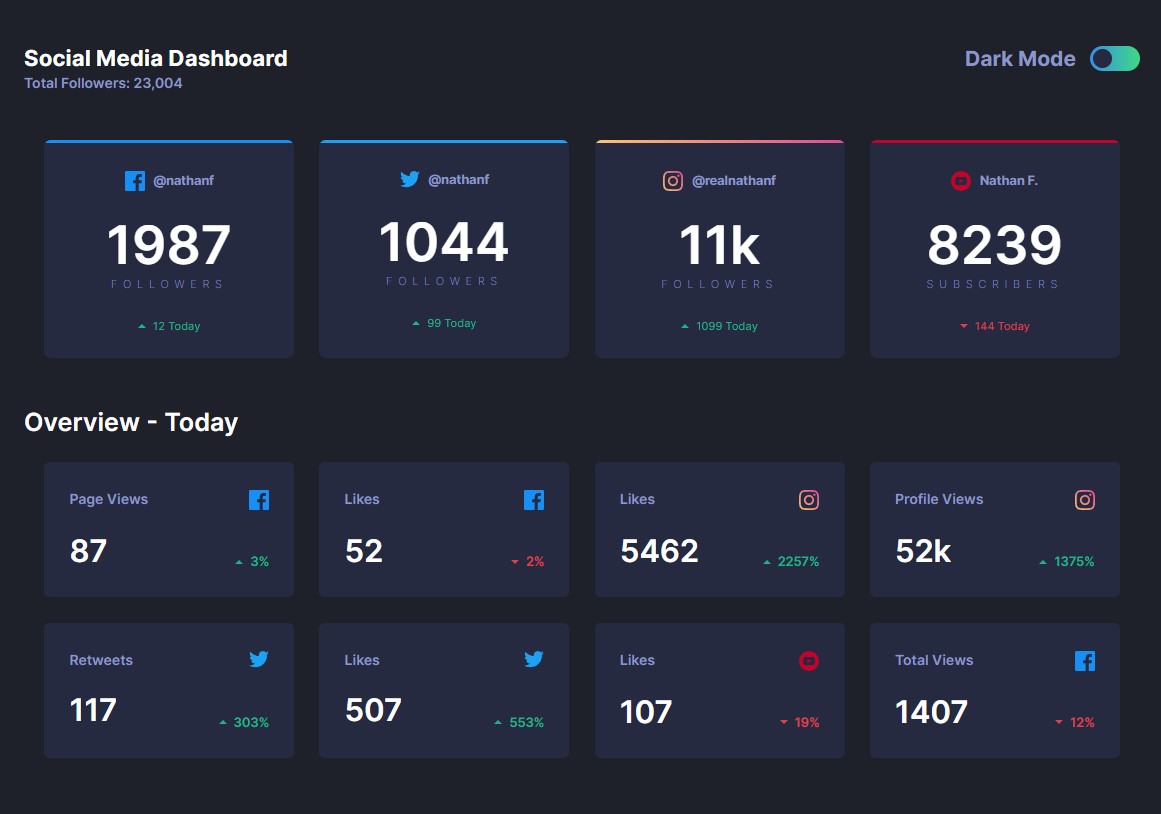 Social Media Dashboard
Total Followers: 23,004
Dark Mode
@nathanf
1987
FOLLOWERS
12 Today
@nathanf
1044
FOLLOWERS
99 Today
@realnathanf
11k
FOLLOWERS
1099 Today
Nathan F.
8239
SUBSCRIBERS
144 Today
Overview - Today
Page Views
87
3%
Likes
52
2%
Likes
5462
2257%
Profile Views
52k
1375%
Retweets
117
303%
Likes
507
553%
Likes
107
19%
Total Views
1407
12%